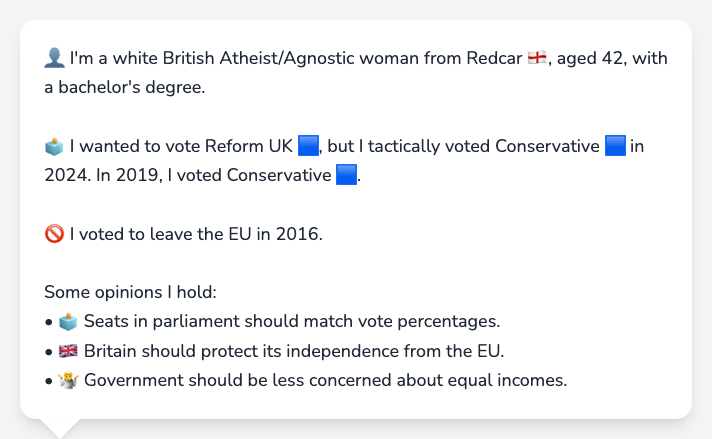 👤 I'm a white British Atheist/Agnostic woman from Redcar 🏴󠁧󠁢󠁥󠁮󠁧󠁿, aged 42, with
a bachelor's degree.
🗳️ I wanted to vote Reform UK 🟦, but I tactically voted Conservative 🟦 in
2024. In 2019, I voted Conservative 🟦.
🚫 I voted to leave the EU in 2016.
Some opinions I hold:
• 🗳️ Seats in parliament should match vote percentages.
• 🇬🇧 Britain should protect its independence from the EU.
• 🤷 Government should be less concerned about equal incomes.